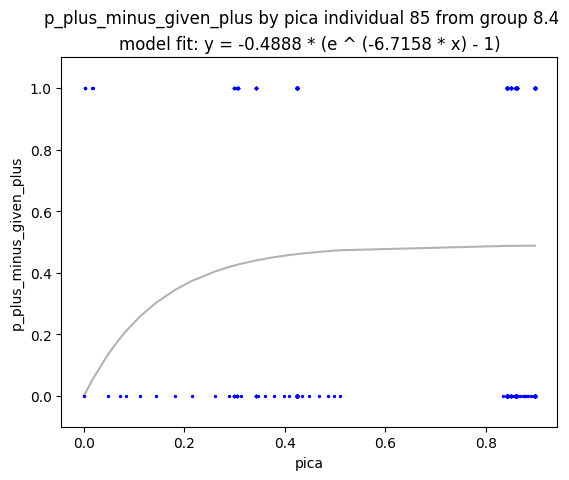 p_plus_minus_given_plus by pica individual 85 from group 8.4
model fit: y = -0.4888 * (e ^ (-6.7158 * x) - 1)
p_plus_minus_given_plus
1.0
0.8
0.6
0.4
0.2
0.0
0.0 0.2 0.4 0.6 0.8
pica